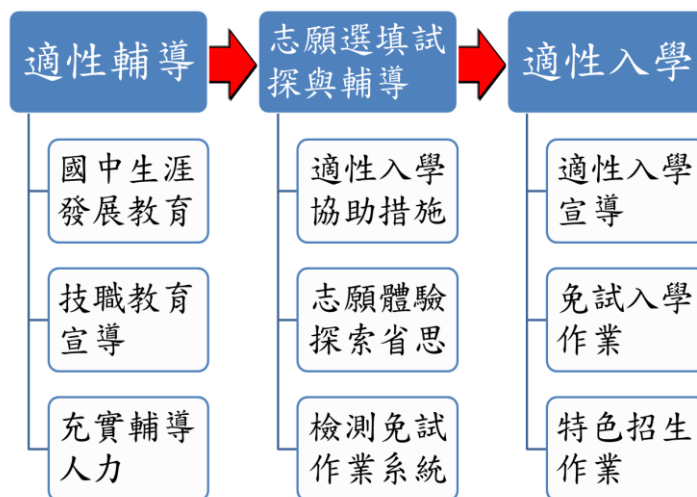 適性輔導
志願選填試
探與輔導
適性入學
國中生涯
發展教育
適性入學
協助措施
適性入學
宣導
技職教育
宣導
志願體驗
探索省思
免試入學
作業
充實輔導
人力
檢測免試
作業系統
特色招生
作業